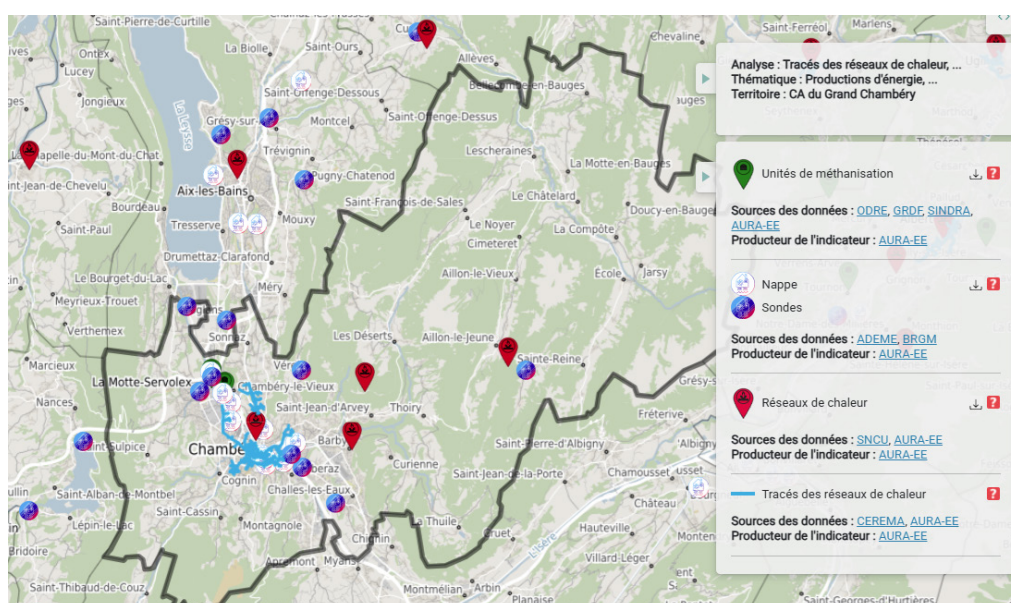 Saint-Pierre-de-Curtille
Saint-Ferréol
Marlens
Ontex
La Biolle
Saint-Ours
Chevaline
Lucey
Allèves
Bellecombe-en-Bauges
Saint-Offenge-Dessous
Jongieux
Saint-Offenge-Dessus
Grésy-sur-
Montcel
La Chapelle-du-Mont-du-Chat
Trévignin
Lescheraines
La Motte-en-Bauges
int-Jean-de-Chevelu
Pugny-Chatenod
Aix-les-Bains
Le Châtelard
Bourdeau
Saint-François-de-Sales
Doucy-en-Bauges
Saint-Paul
Tresserve
Mouxy
Le Noyer
La Compôte
Cimeteret
Drumettaz-Clarafond
Le Bourget-du-Lac
Aillon-le-Vieux
École
Jarsy
Méry
Meyrieux-Trouet
Verthemex
Sonnaz
Les Déserts
Aillon-le-Jeune
Sainte-Reine
Marcieux
La Motte-Servolex
Chambéry-le-Vieux
Grésy-s
Nances
Saint-Jean-d'Arvey
Thoiry
Fréterive
Saint-Sulpice
Chambé
Barby
Saint-Pierre-d'Albigny
'Albigny
Curienne
Cognin
Saint-Jean-de-la-Porte
Chamousset
usset
Saint-Alban-de-Montbel
Challes-les-Eaux
Château
Saint-Cassin
Lépin-le-Lac
Montagnole
La Thuile
Cruet
L'Isère
Hauteville
Chignin
Bridoire
Apremont
Myans
Villard-Léger
Saint-Thibaud-de-Couz
Montmélian
Arbin
Planaise
Saint-Georges-d'Hurtières
Analyse : Tracés des réseaux de chaleur, ...
Thématique : Productions d'énergie, ...
Territoire : CA du Grand Chambéry
Unités de méthanisation
Sources des données : ODRE, GRDF, SINDRA,
AURA-EE
Producteur de l'indicateur : AURA-EE
Nappe
Sondes
Sources des données : ADEME, BRGM
Producteur de l'indicateur : AURA-EE
Réseaux de chaleur
Sources des données : SNCU, AURA-EE
Producteur de l'indicateur : AURA-EE
Tracés des réseaux de chaleur
Sources des données : CEREMA, AURA-EE
Producteur de l'indicateur : AURA-EE